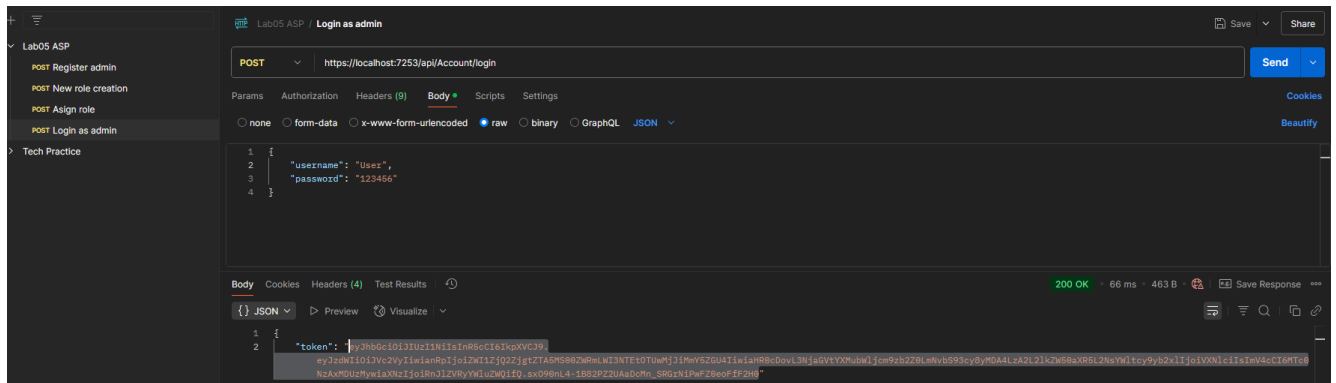 Lab05 ASP / Login as admin
Save
Share
Lab05 ASP
POST Register admin
POST New role creation
POST Asign role
POST Login as admin
Tech Practice
POST https://localhost:7253/api/Account/login
Send
Params Authorization Headers (9) Body Scripts Settings
Cookies
none form-data x-www-form-urlencoded raw binary GraphQL JSON
Beautify
1 {
2 "username": "User",
3 "password": "123456"
4 }
Body Cookies Headers (4) Test Results
200 OK 66 ms 463 B Save Response
{} JSON Preview Visualize
1 {
2 "token": "eyJhbGciOiJIUzI1NiIsInR5cCI6IkpXVCJ9.